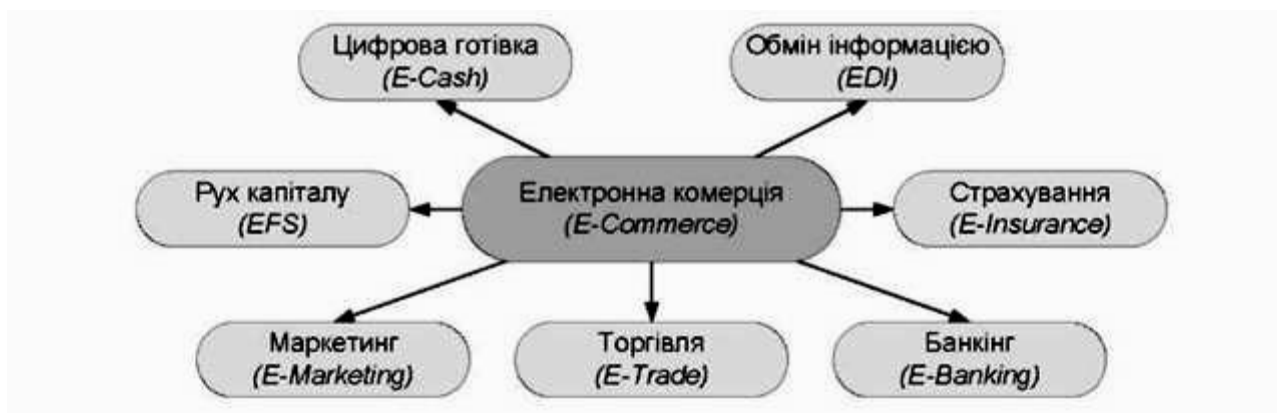 Цифрова готівка
(E-Cash)
Обмін інформацією
(EDI)
Рух капіталу
(EFS)
Електронна комерція
(E-Commerce)
Страхування
(E-Insurance)
Маркетинг
(E-Marketing)
Торгівля
(E-Trade)
Банкінг
(E-Banking)